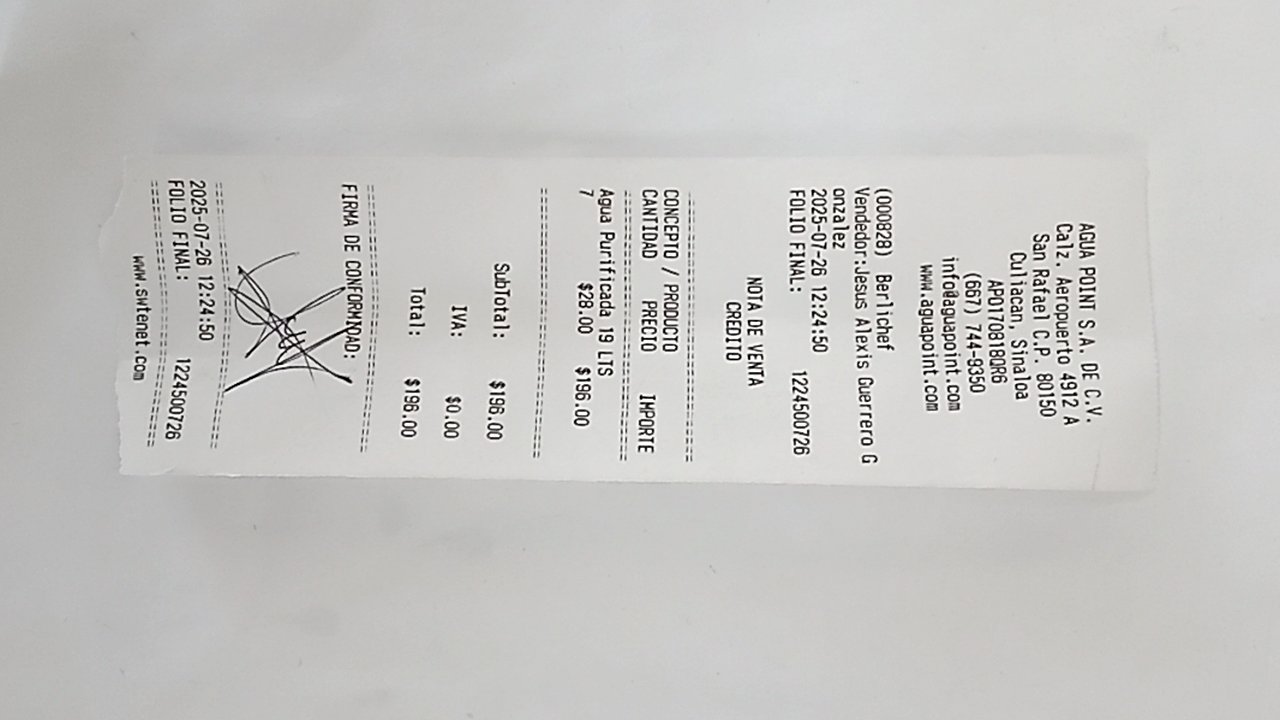 AGUA POINT S.A. DE C.V.
Calz. Aeropuerto 4912 A
San Rafael C.P. 80150
Culiacan, Sinaloa
APO170818QR6
(667) 744-9350
info@aguapoint.com
www.aguapoint.com
(000828) Berlichef
Vendedor:Jesus Alexis Guerrero G
onzalez
2025-07-26 12:24:50
FOLIO FINAL: 1224500726
NOTA DE VENTA
CREDITO
================================
CONCEPTO / PRODUCTO
CANTIDAD PRECIO IMPORTE
================================
Agua Purificada 19 LTS
7 $28.00 $196.00
================================
SubTotal: $196.00
IVA: $0.00
Total: $196.00
================================
FIRMA DE CONFORMIDAD:
================================
2025-07-26 12:24:50
FOLIO FINAL: 1224500726
================================
www.swtenet.com